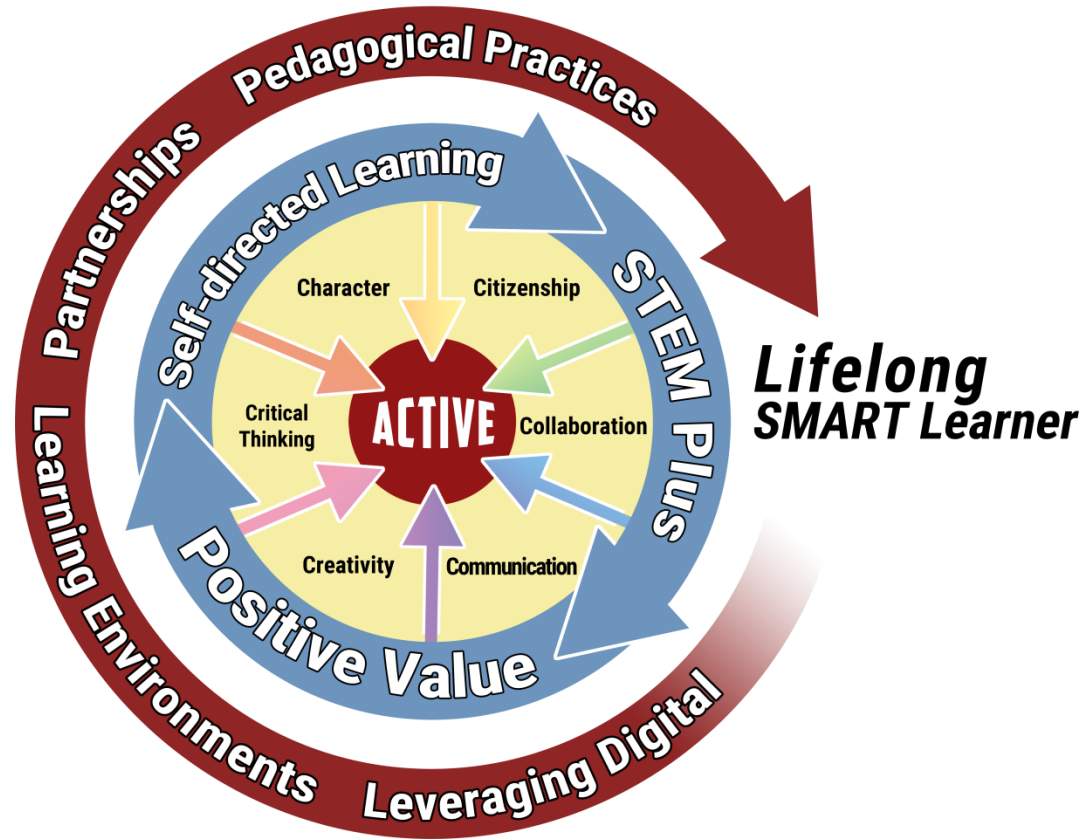 Pedagogical Practices
Partnerships
Learning Environments
Leveraging Digital
Self-directed Learning
STEM Plus
Positive Value
Character
Citizenship
Critical
Thinking
ACTIVE
Collaboration
Creativity
Communication
Lifelong
SMART Learner